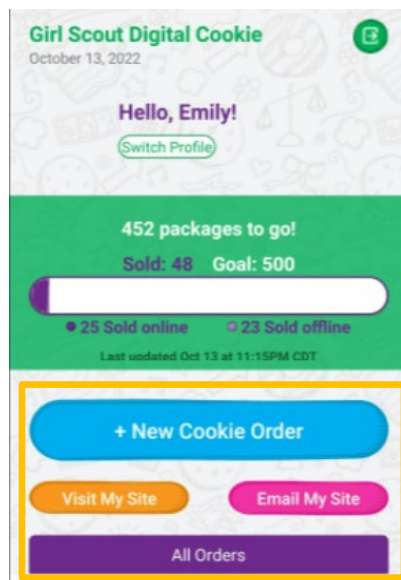 Girl Scout Digital Cookie
October 13, 2022
Hello, Emily!
Switch Profile
452 packages to go!
Sold: 48 Goal: 500
25 Sold online 23 Sold offline
Last updated Oct 13 at 11:15PM CDT
+ New Cookie Order
Visit My Site Email My Site
All Orders